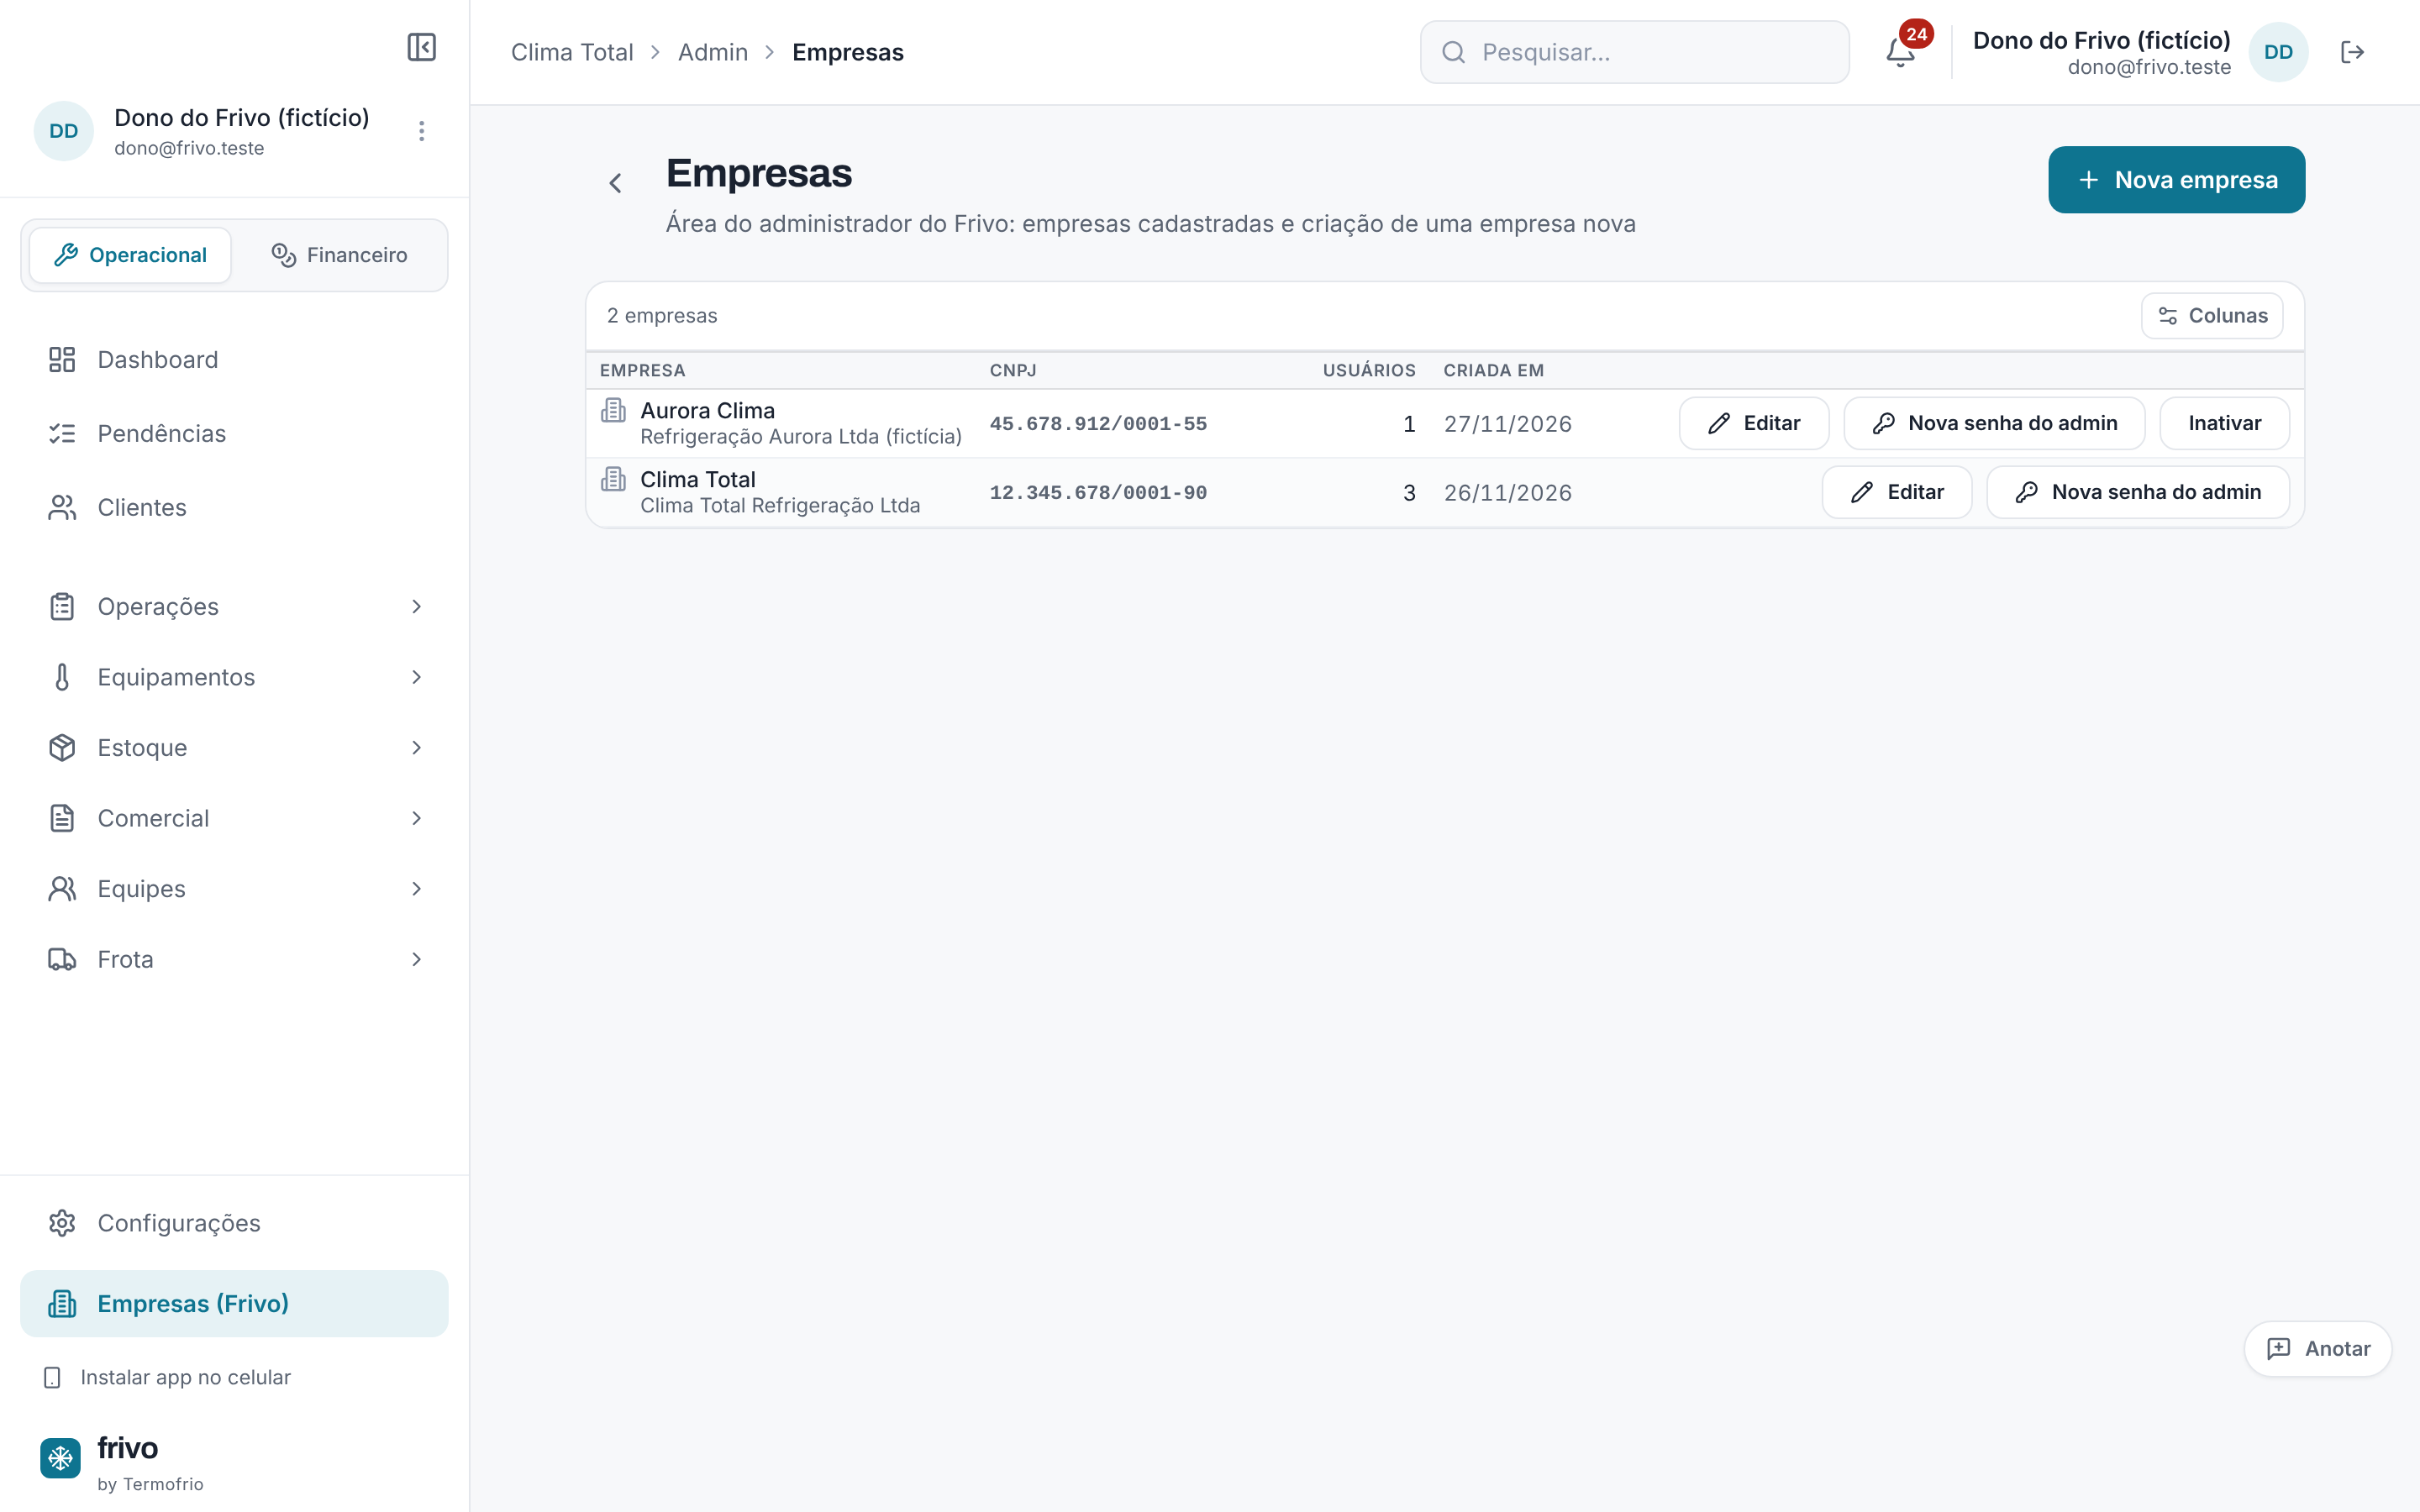 Dono do Frivo (fictício)
dono@frivo.teste
DD
Operacional
Financeiro
Dashboard
Pendências
Clientes
Operações
Equipamentos
Estoque
Comercial
Equipes
Frota
Configurações
Empresas (Frivo)
Instalar app no celular
frivo
by Termofrio
Clima Total > Admin > Empresas
Pesquisar...
24
Dono do Frivo (fictício)
dono@frivo.teste
DD
Empresas
Área do administrador do Frivo: empresas cadastradas e criação de uma empresa nova
Nova empresa
2 empresas
Colunas
EMPRESA CNPJ USUÁRIOS CRIADA EM
Aurora Clima
Refrigeração Aurora Ltda (fictícia)
45.678.912/0001-55 1 27/11/2026 Editar Nova senha do admin Inativar
Clima Total
Clima Total Refrigeração Ltda
12.345.678/0001-90 3 26/11/2026 Editar Nova senha do admin
Anotar